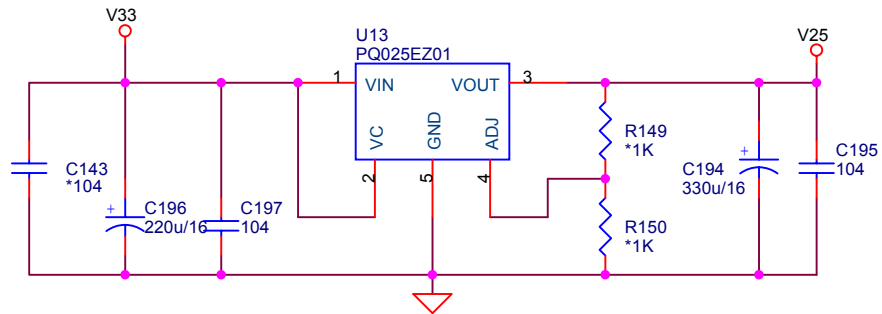 V33
V25
U13
PQ025EZ01
1
VIN
VOUT
3
VC
GND
ADJ
2
5
4
C143
*104
+
C196
220u/16
C197
104
R149
*1K
R150
*1K
+
C194
330u/16
C195
104